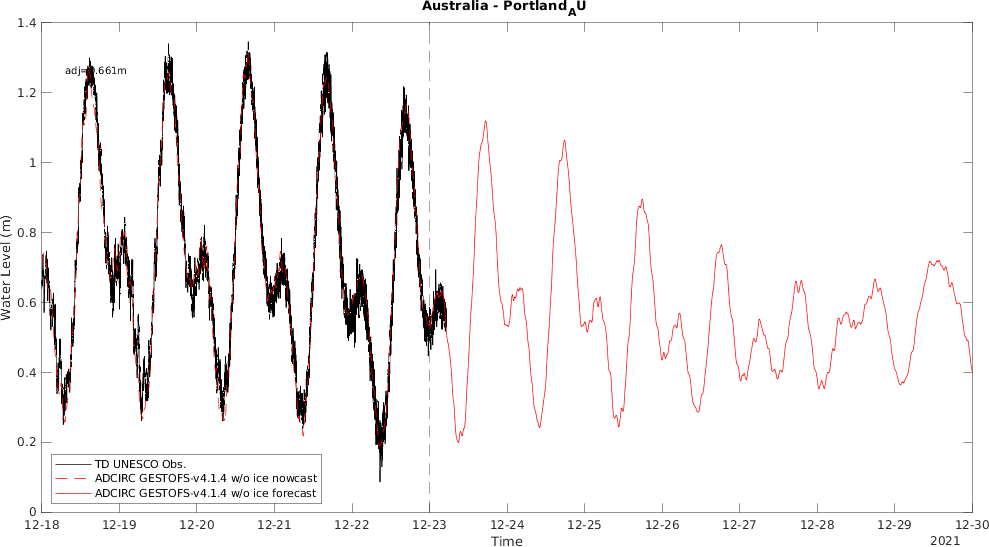 Australia - Portland_AU
1.4
1.2
1
0.8
0.6
0.4
0.2
0
Water Level (m)
adj=0.661m
TD UNESCO Obs.
ADCIRC GESTOFS-v4.1.4 w/o ice nowcast
ADCIRC GESTOFS-v4.1.4 w/o ice forecast
12-18 12-19 12-20 12-21 12-22 12-23 12-24 12-25 12-26 12-27 12-28 12-29 12-30
Time
2021